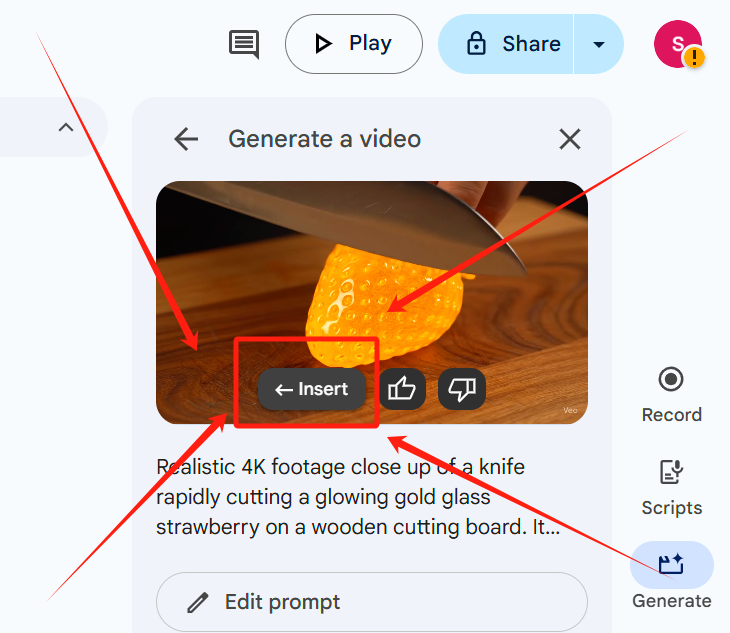 Play
Share
S
!
Generate a video
Insert
Veo
Realistic 4K footage close up of a knife
rapidly cutting a glowing gold glass
strawberry on a wooden cutting board. It...
Edit prompt
Record
Scripts
Generate